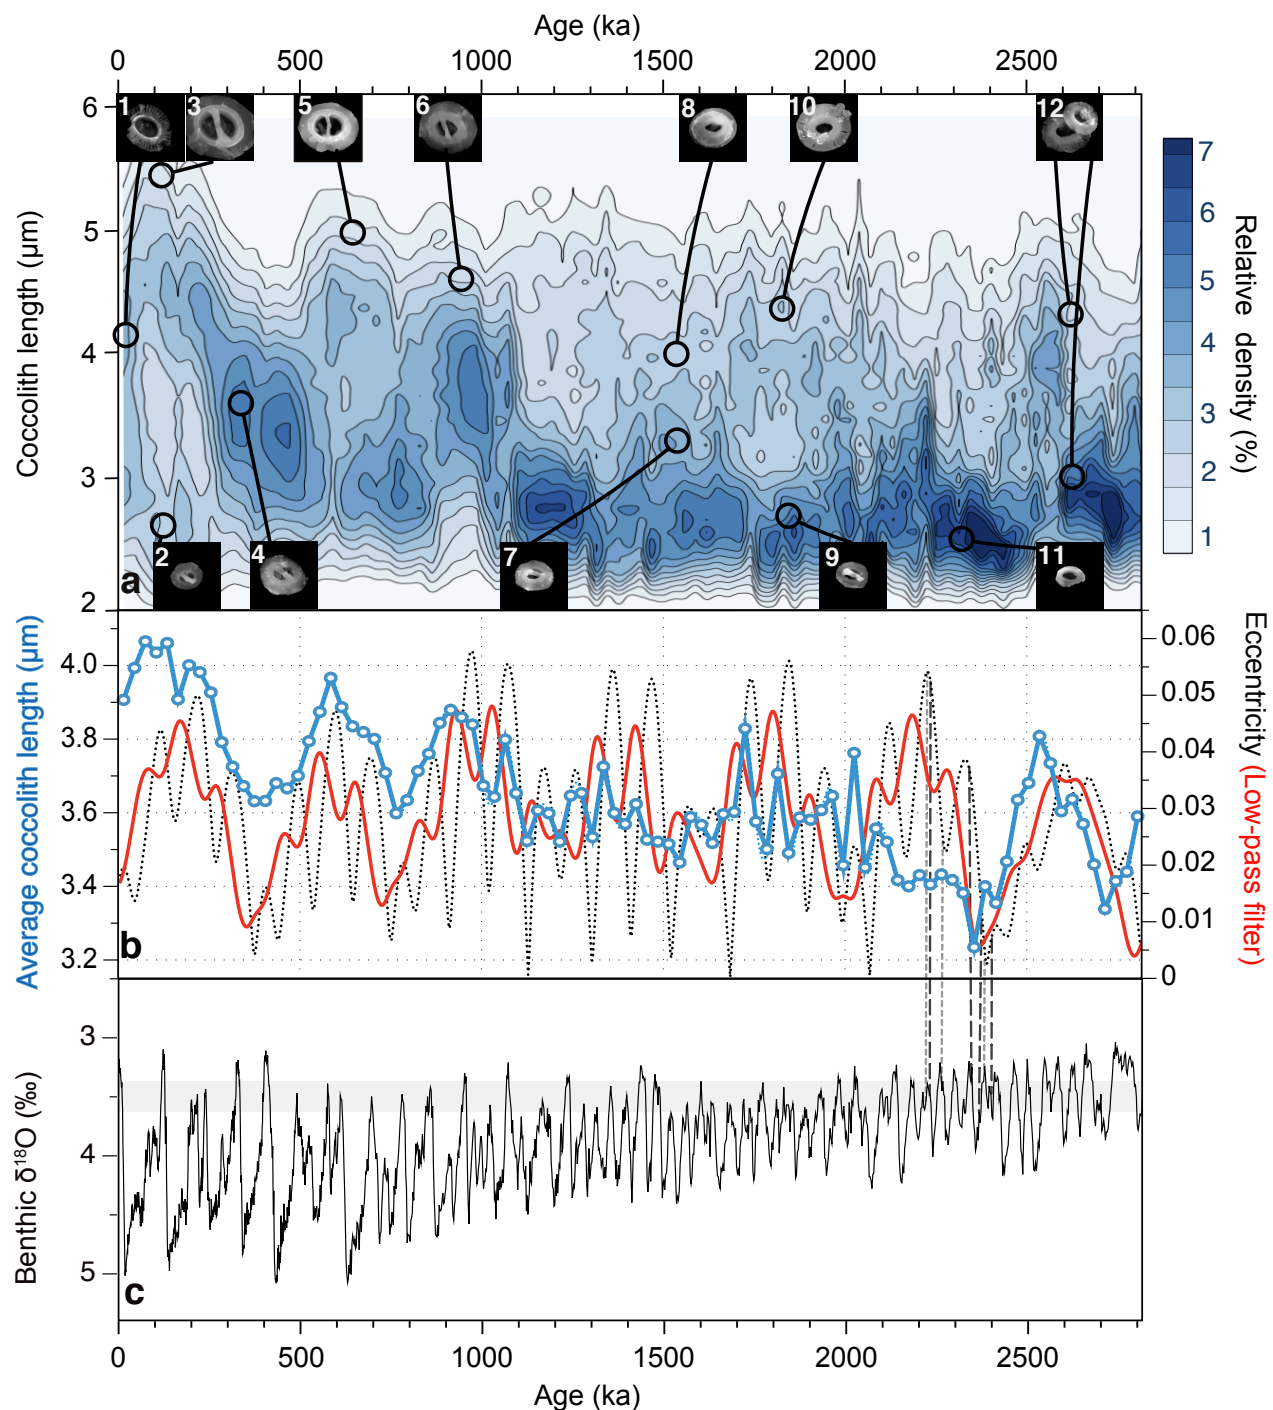 Age (ka)
0 500 1000 1500 2000 2500
6
5
4
3
2
Coccolith length (µm)
1 3 5 6 8 10 12
2 4 7 9 11
a
7
6
5
4
3
2
1
Relative density (%)
Average coccolith length (µm)
4.0
3.8
3.6
3.4
3.2
b
0.06
0.05
0.04
0.03
0.02
0.01
0
Eccentricity (Low-pass filter)
Benthic δ18O (‰)
3
4
5
c
0 500 1000 1500 2000 2500
Age (ka)